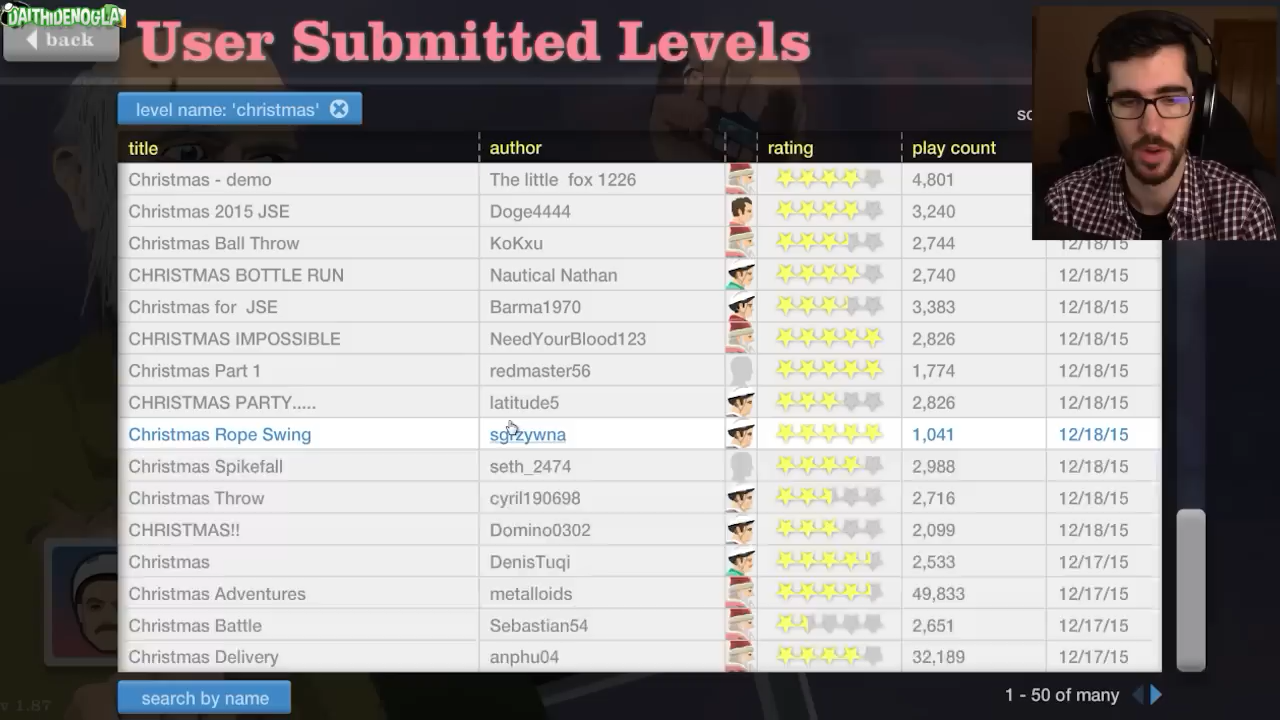 DAITHIDENOGLA
back
User Submitted Levels
level name: 'christmas'
so
title author rating play count
Christmas - demo The little fox 1226 4,801
Christmas 2015 JSE Doge4444 3,240
Christmas Ball Throw KoKxu 2,744 12/18/15
CHRISTMAS BOTTLE RUN Nautical Nathan 2,740 12/18/15
Christmas for JSE Barma1970 3,383 12/18/15
CHRISTMAS IMPOSSIBLE NeedYourBlood123 2,826 12/18/15
Christmas Part 1 redmaster56 1,774 12/18/15
CHRISTMAS PARTY..... latitude5 2,826 12/18/15
Christmas Rope Swing sgrzywna 1,041 12/18/15
Christmas Spikefall seth_2474 2,988 12/18/15
Christmas Throw cyril190698 2,716 12/18/15
CHRISTMAS!! Domino0302 2,099 12/18/15
Christmas DenisTuqi 2,533 12/17/15
Christmas Adventures metalloids 49,833 12/17/15
Christmas Battle Sebastian54 2,651 12/17/15
Christmas Delivery anphu04 32,189 12/17/15
search by name 1 - 50 of many
v 1.87